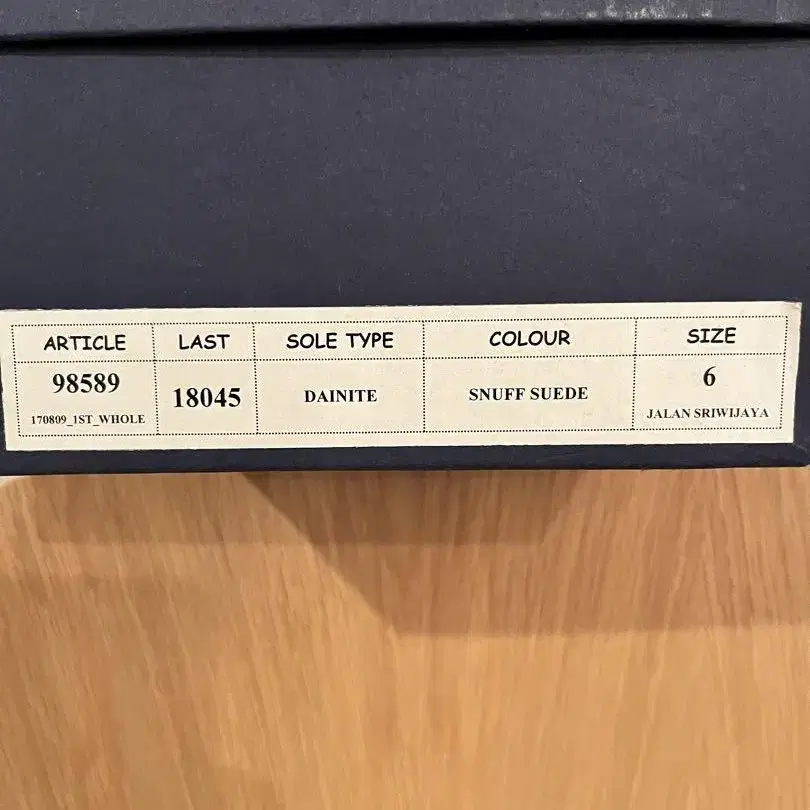 ARTICLE LAST SOLE TYPE COLOUR SIZE
98589 18045 DAINITE SNUFF SUEDE 6
170809_1ST_WHOLE JALAN SRIWIJAYA